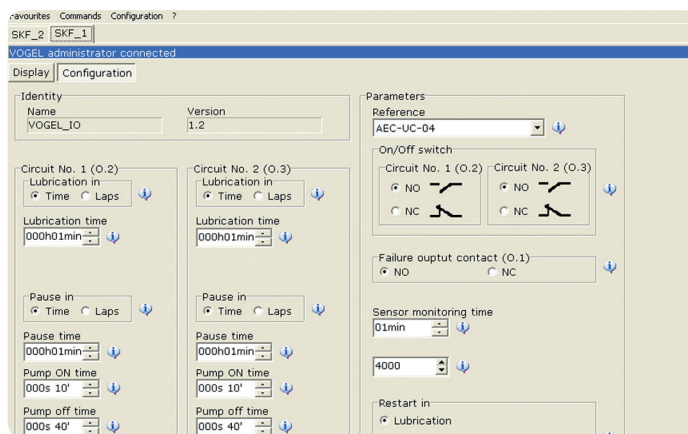 avourites Commands Configuration ?
SKF_2 SKF_1
VOGEL administrator connected
Display Configuration
Identity
Name Version
VOGEL_IO 1.2
Circuit No. 1 (O.2)
Lubrication in
Time Laps
Lubrication time
000h01min
Pause in
Time Laps
Pause time
000h01min
Pump ON time
000s 10'
Pump off time
000s 40'
Circuit No. 2 (O.3)
Lubrication in
Time Laps
Lubrication time
000h01min
Pause in
Time Laps
Pause time
000h01min
Pump ON time
000s 10'
Pump off time
000s 40'
Parameters
Reference
AEC-UC-04
On/Off switch
Circuit No. 1 (O.2) Circuit No. 2 (O.3)
NO NO
NC NC
Failure ouptut contact (O.1)
NO NC
Sensor monitoring time
01min
4000
Restart in
Lubrication